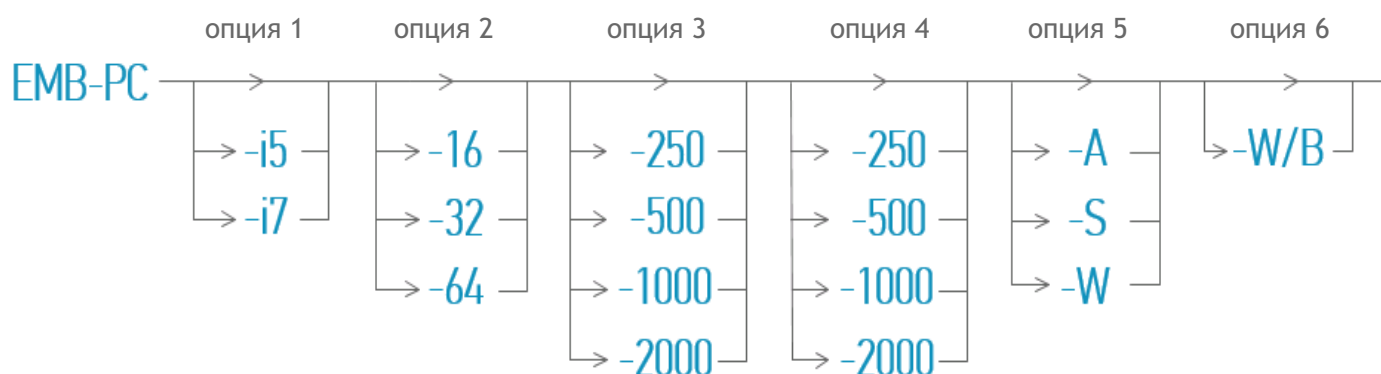 опция 1 опция 2 опция 3 опция 4 опция 5 опция 6
EMB-PC
-i5 -16 -250 -250 -A -W/B
-i7 -32 -500 -500 -S
-64 -1000 -1000 -W
-2000 -2000